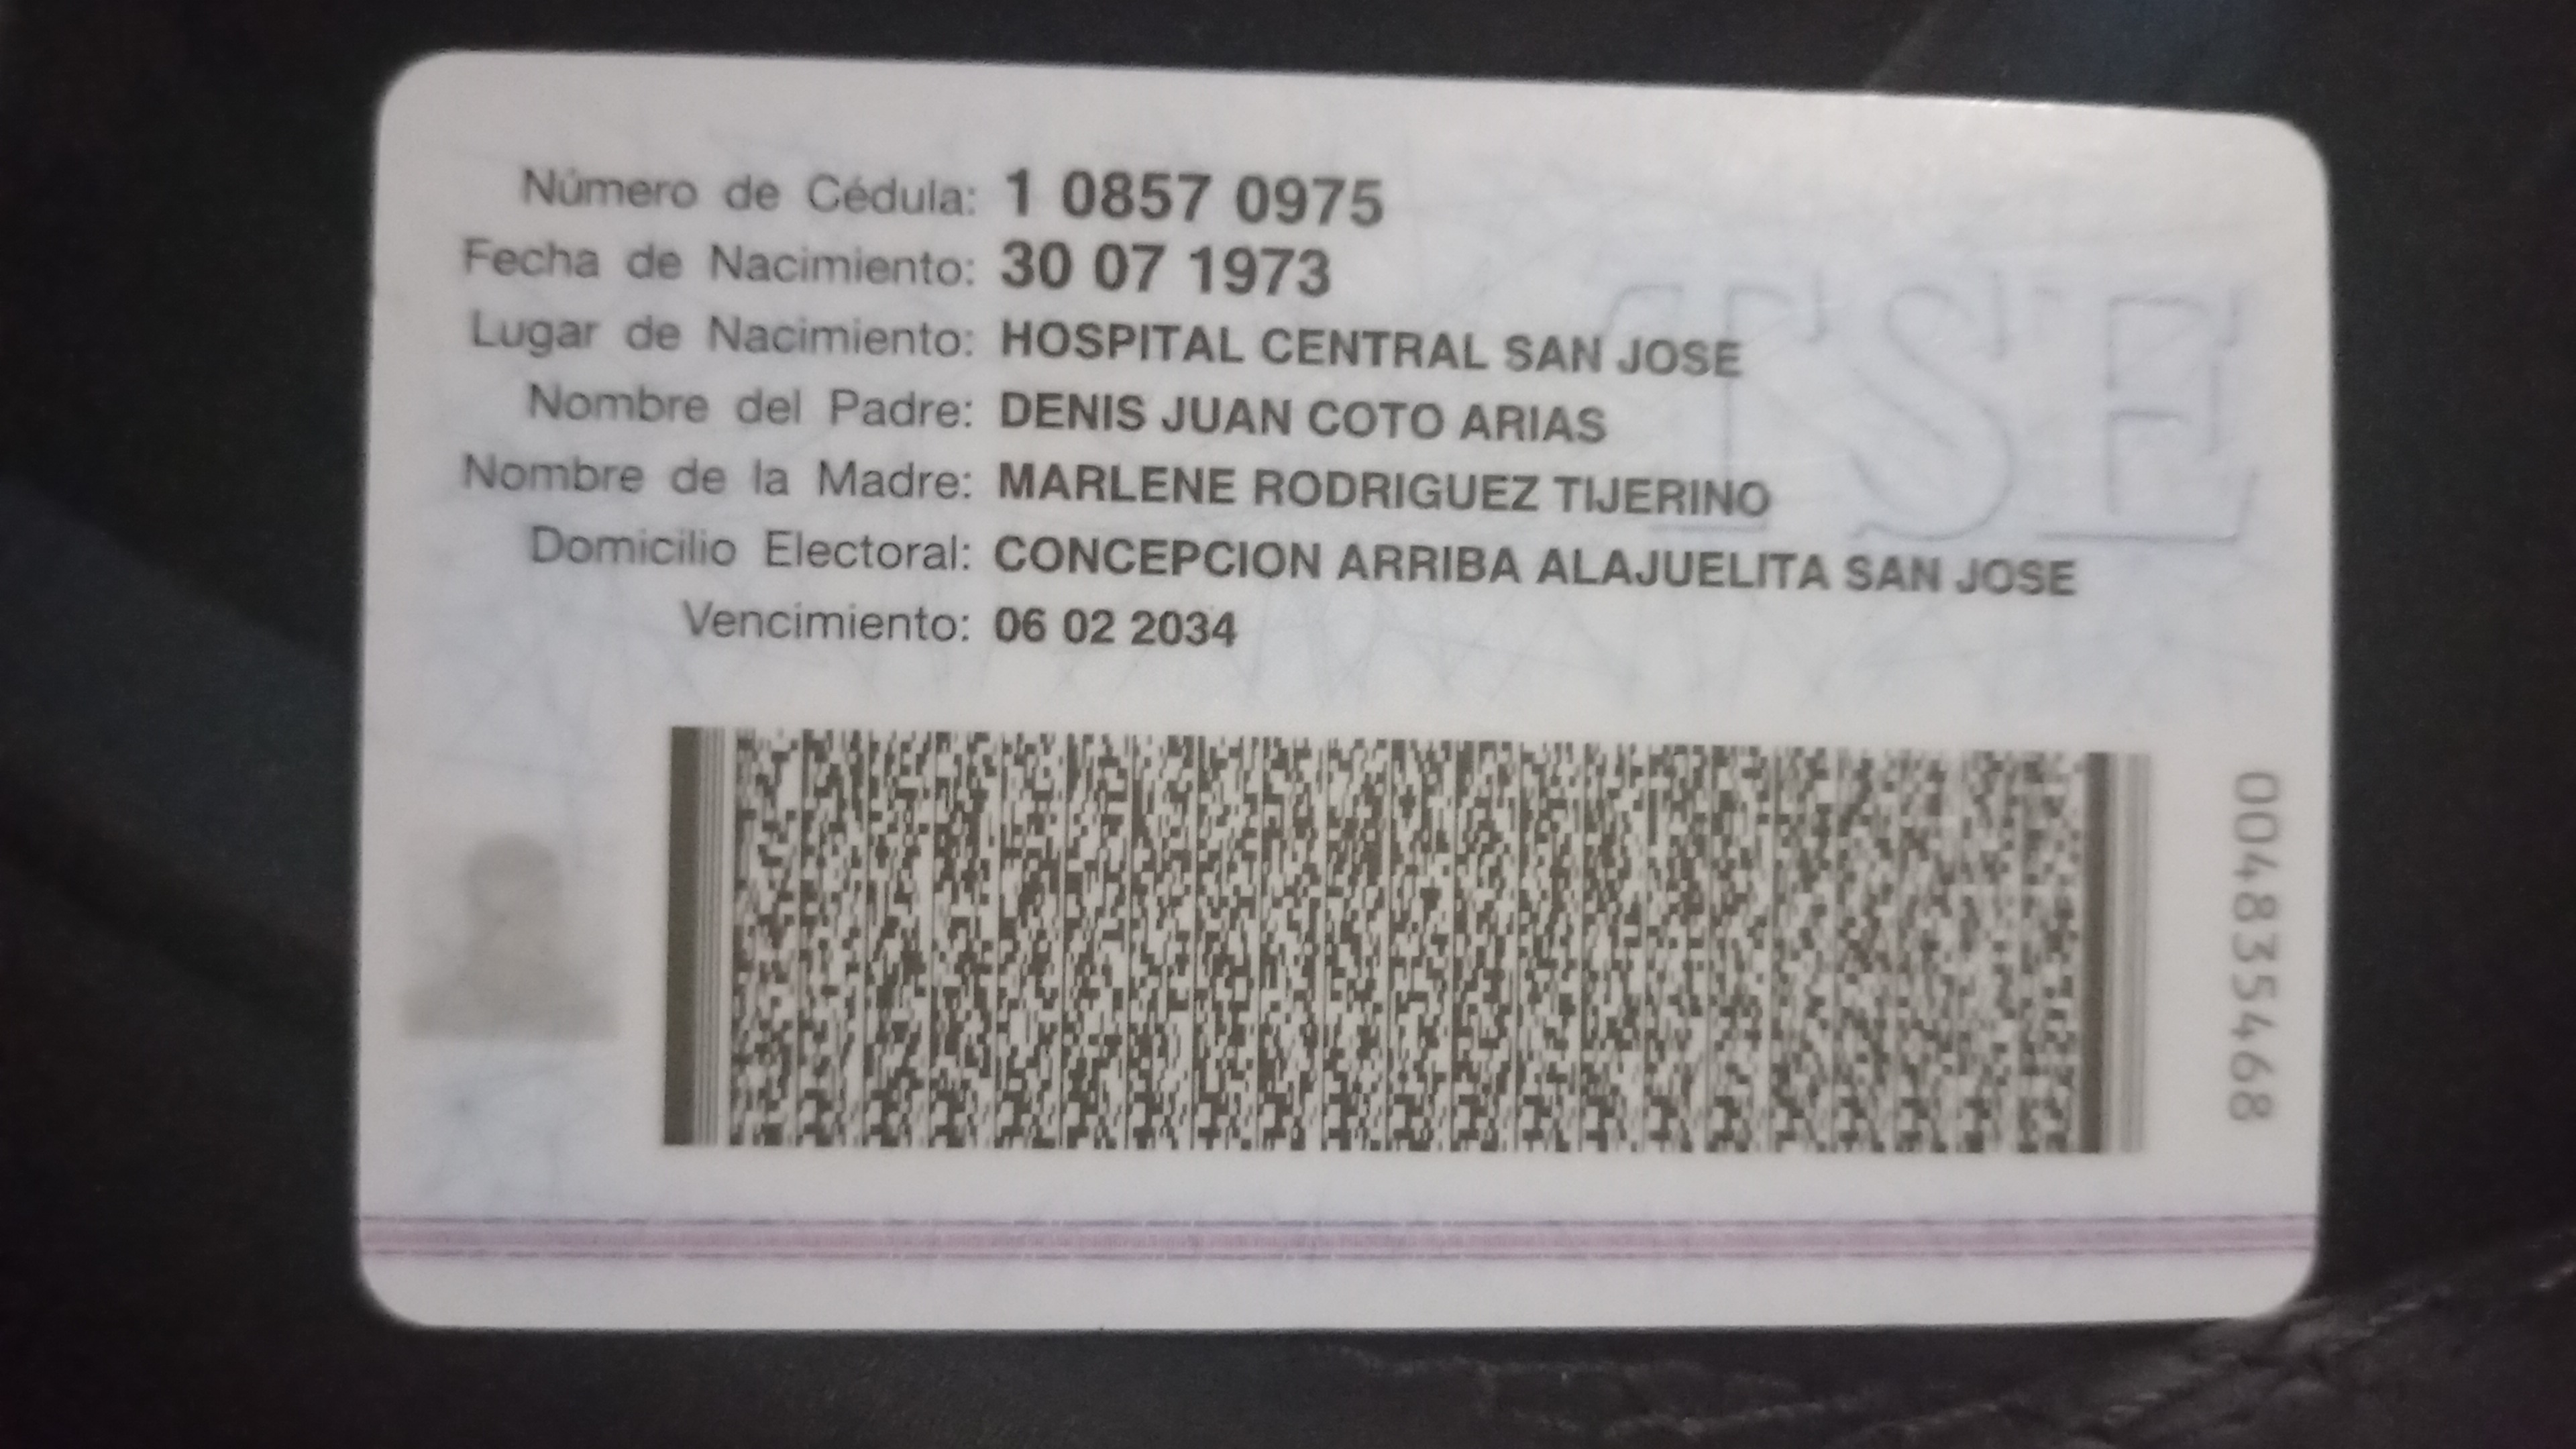 Número de Cédula: 1 0857 0975
Fecha de Nacimiento: 30 07 1973
Lugar de Nacimiento: HOSPITAL CENTRAL SAN JOSE
Nombre del Padre: DENIS JUAN COTO ARIAS
Nombre de la Madre: MARLENE RODRIGUEZ TIJERINO
Domicilio Electoral: CONCEPCION ARRIBA ALAJUELITA SAN JOSE
Vencimiento: 06 02 2034
TSE
004835468